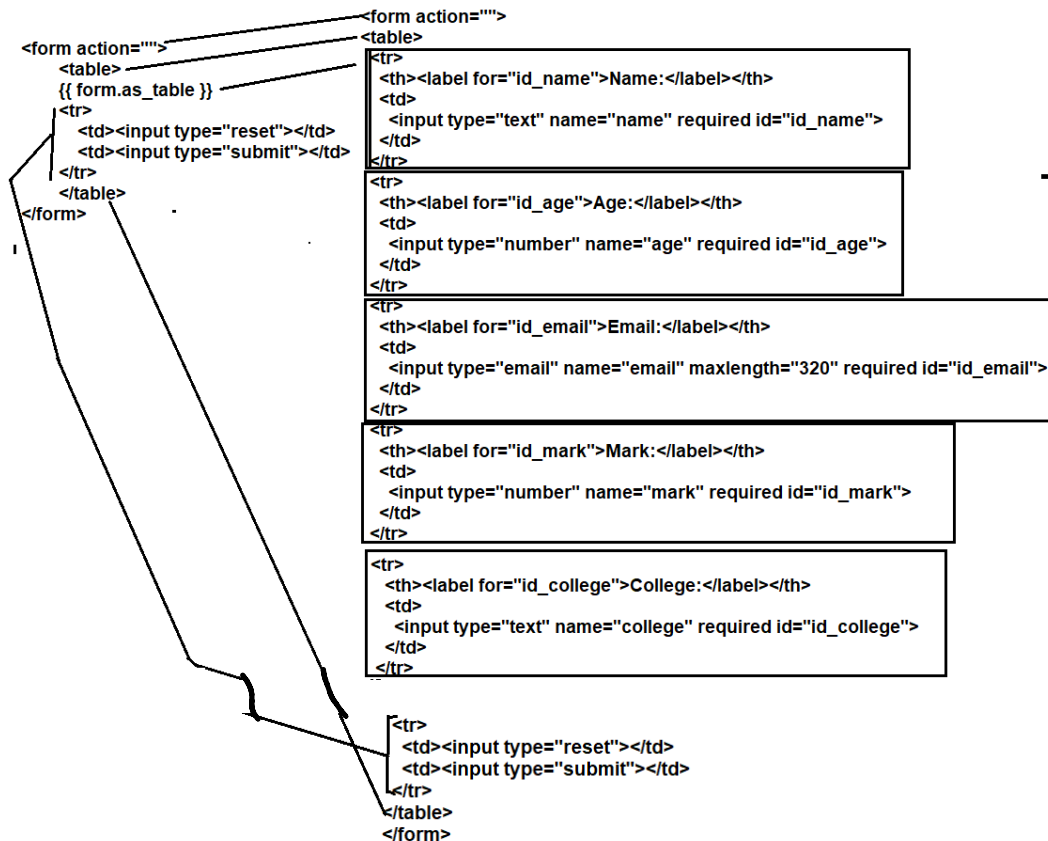 <form action="">
<table>
{{ form.as_table }}
<tr>
<td><input type="reset"></td>
<td><input type="submit"></td>
</tr>
</table>
</form>
<form action="">
<table>
<tr>
<th><label for="id_name">Name:</label></th>
<td>
<input type="text" name="name" required id="id_name">
</td>
</tr>
<tr>
<th><label for="id_age">Age:</label></th>
<td>
<input type="number" name="age" required id="id_age">
</td>
</tr>
<tr>
<th><label for="id_email">Email:</label></th>
<td>
<input type="email" name="email" maxlength="320" required id="id_email">
</td>
</tr>
<tr>
<th><label for="id_mark">Mark:</label></th>
<td>
<input type="number" name="mark" required id="id_mark">
</td>
</tr>
<tr>
<th><label for="id_college">College:</label></th>
<td>
<input type="text" name="college" required id="id_college">
</td>
</tr>
<tr>
<td><input type="reset"></td>
<td><input type="submit"></td>
</tr>
</table>
</form>